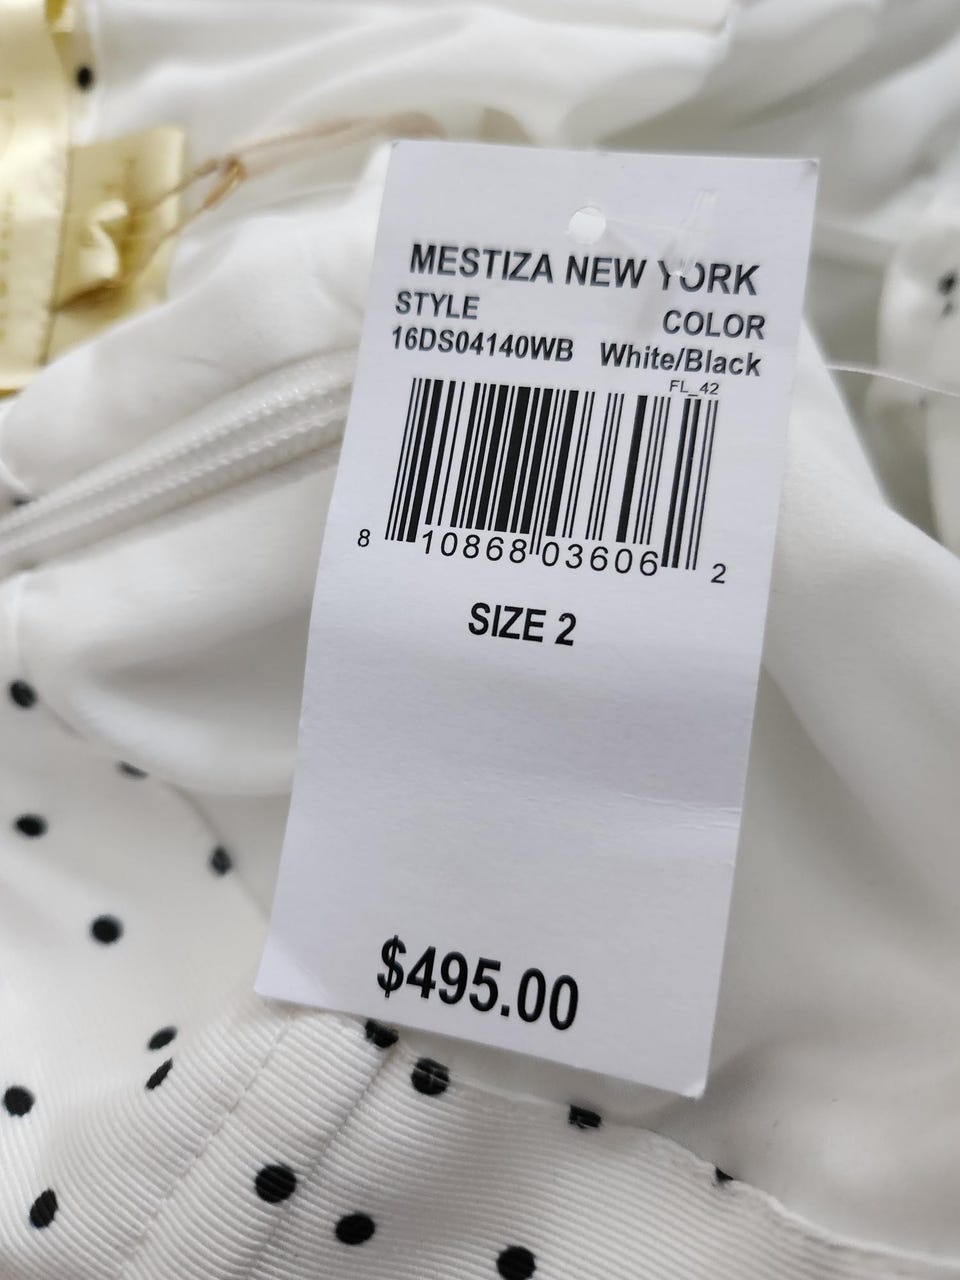 MESTIZA NEW YORK
STYLE COLOR
16DS04140WB White/Black
FL_42
8 10868 03606 2
SIZE 2
$495.00